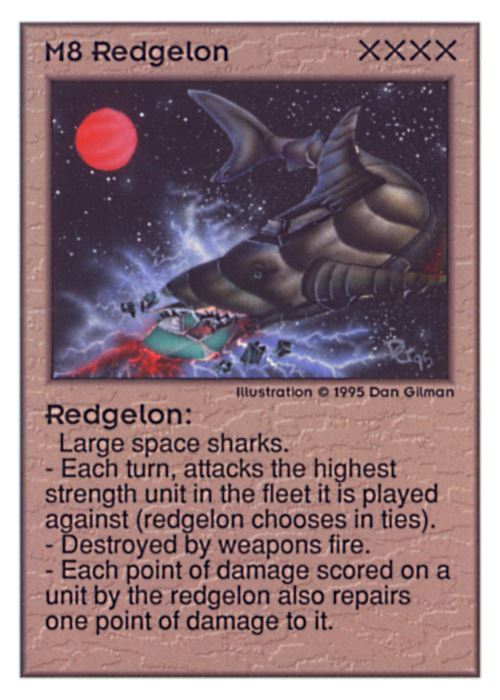 M8 Redgelon XXXX
Illustration © 1995 Dan Gilman
Redgelon:
Large space sharks.
- Each turn, attacks the highest
strength unit in the fleet it is played
against (redgelon chooses in ties).
- Destroyed by weapons fire.
- Each point of damage scored on a
unit by the redgelon also repairs
one point of damage to it.